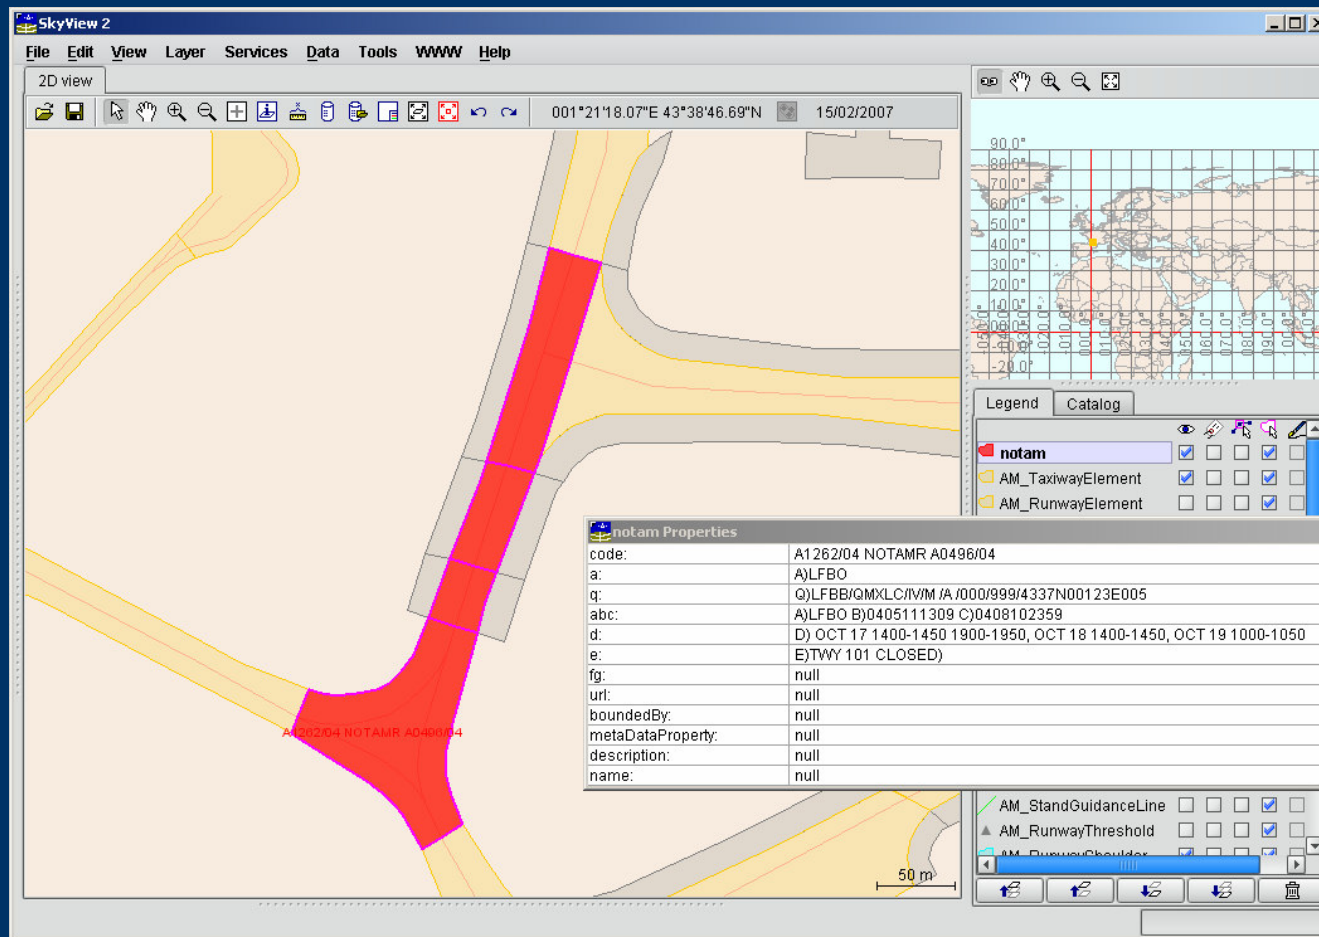 SkyView 2
File Edit View Layer Services Data Tools WWW Help
2D view
001°21'18.07"E 43°38'46.69"N 15/02/2007
90.0°
80.0°
70.0°
60.0°
50.0°
40.0°
30.0°
20.0°
10.0°
Legend Catalog
notam
AM_TaxiwayElement
AM_RunwayElement
notam Properties
code: A1262/04 NOTAMR A0496/04
a: A)LFBO
q: Q)LFBB/QMXLC/IV/M /A /000/999/4337N00123E005
abc: A)LFBO B)0405111309 C)0408102359
d: D) OCT 17 1400-1450 1900-1950, OCT 18 1400-1450, OCT 19 1000-1050
e: E)TWY 101 CLOSED)
fg: null
url: null
boundedBy: null
metaDataProperty: null
description: null
name: null
A1262/04 NOTAMR A0496/04
AM_StandGuidanceLine
AM_RunwayThreshold
AM_RunwayShoulder
50 m